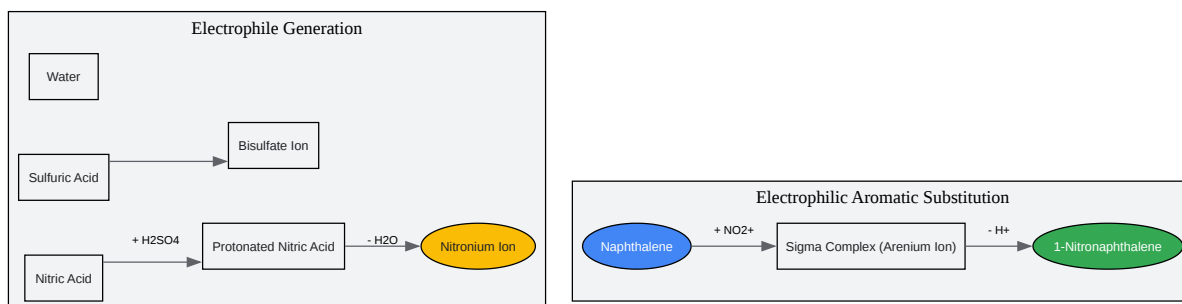 Electrophile Generation
Water
Bisulfate Ion
Sulfuric Acid
+ H2SO4
Protonated Nitric Acid
- H2O
Nitronium Ion
Nitric Acid
Electrophilic Aromatic Substitution
Naphthalene
+ NO2+
Sigma Complex (Arenium Ion)
- H+
1-Nitronaphthalene